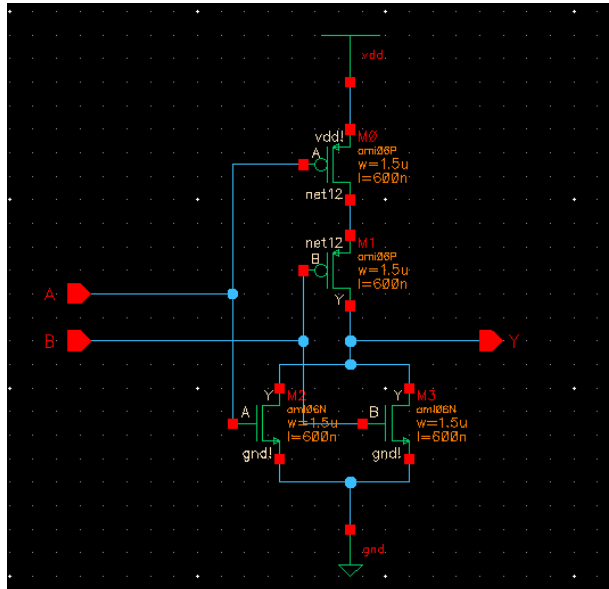 vdd
vdd! M0
A ami06P
w=1.5u
l=600n
net12
net12 M1
B ami06P
w=1.5u
l=600n
Y
A
B
Y
Y M2
A ami06N
w=1.5u
l=600n
gnd!
Y M3
B ami06N
w=1.5u
l=600n
gnd!
gnd